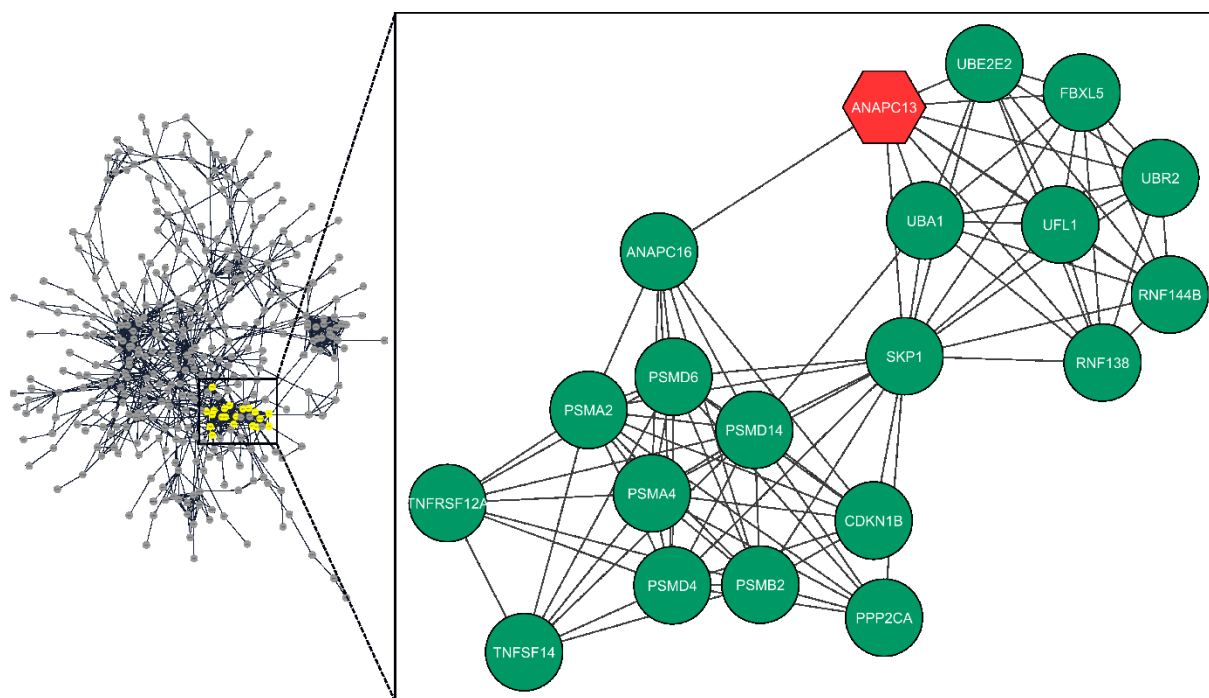 UBE2E2
FBXL5
ANAPC13
UBR2
UBA1
UFL1
ANAPC16
RNF144B
SKP1
RNF138
PSMD6
PSMA2
PSMD14
PSMA4
TNFRSF12A
CDKN1B
PSMD4
PSMB2
PPP2CA
TNFSF14